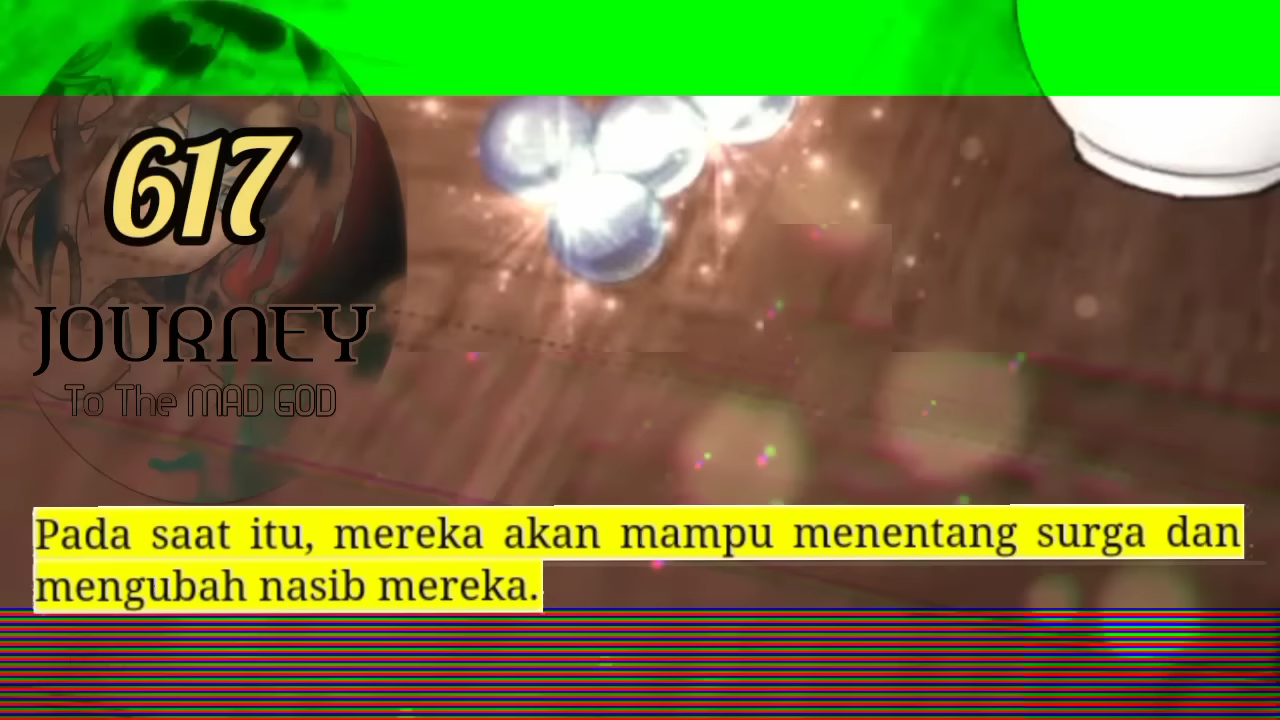 617
JOURNEY
To The MAD GOD
Pada saat itu, mereka akan mampu menentang surga dan
mengubah nasib mereka.